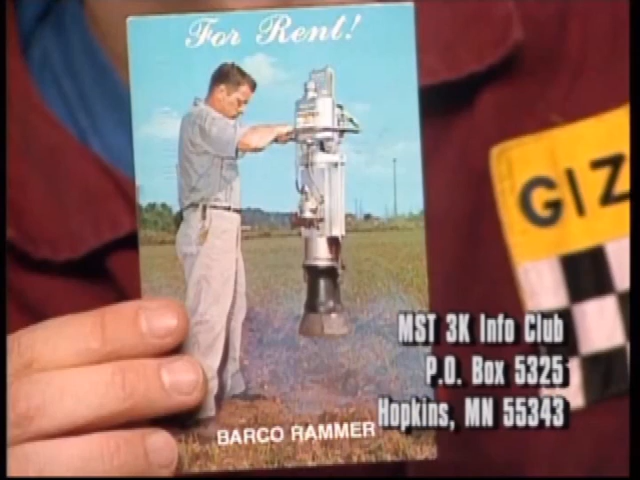 For Rent!
GIZ
MST 3K Info Club
P.O. Box 5325
Hopkins, MN 55343
BARCO RAMMER